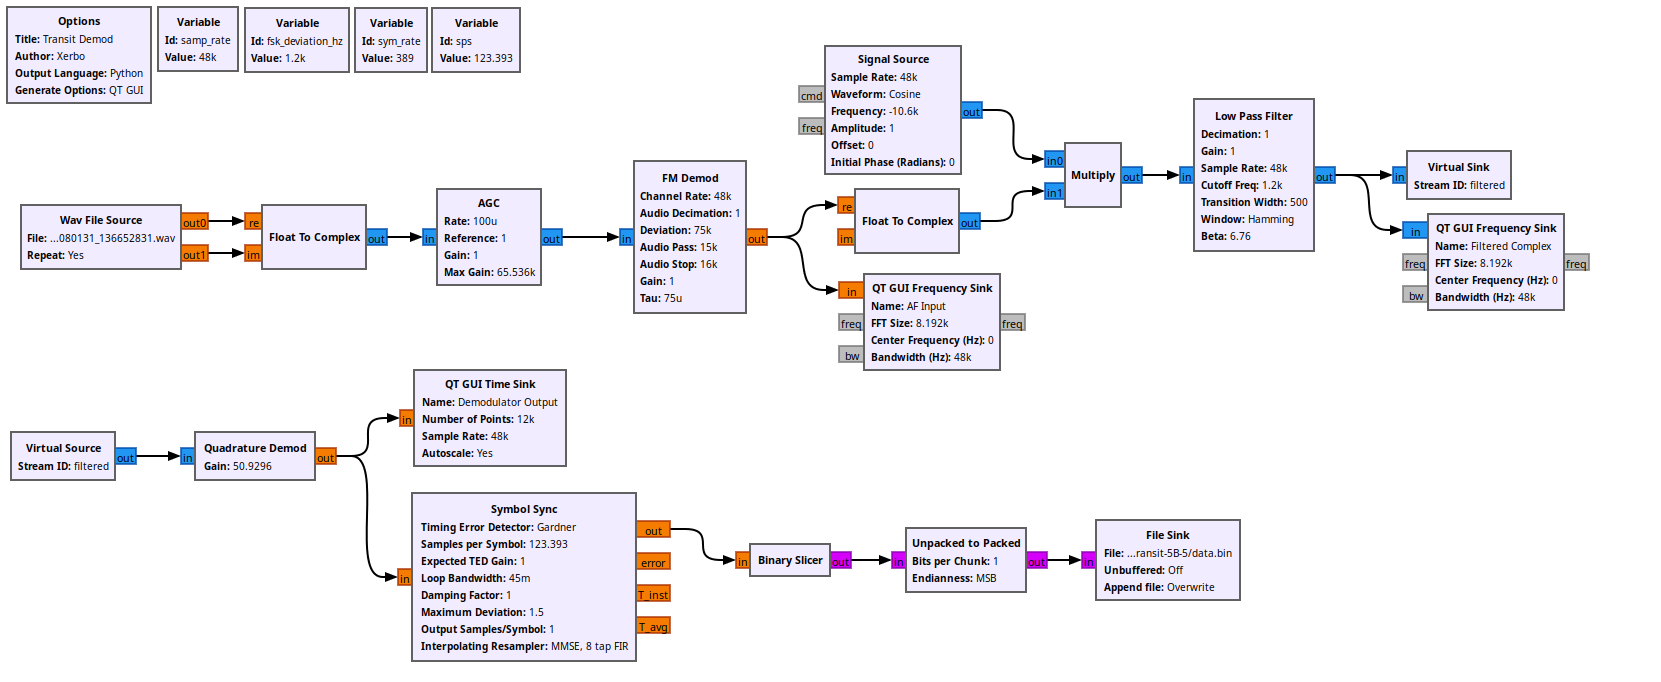 Options
Title: Transit Demod
Author: Xerbo
Output Language: Python
Generate Options: QT GUI
Variable
Id: samp_rate
Value: 48k
Variable
Id: fsk_deviation_hz
Value: 1.2k
Variable
Id: sym_rate
Value: 389
Variable
Id: sps
Value: 123.393
Wav File Source
File: ...080131_136652831.wav
Repeat: Yes
out0
out1
re
im
Float To Complex
out
in
AGC
Rate: 100u
Reference: 1
Gain: 1
Max Gain: 65.536k
out
in
FM Demod
Channel Rate: 48k
Audio Decimation: 1
Deviation: 75k
Audio Pass: 15k
Audio Stop: 16k
Gain: 1
Tau: 75u
out
cmd
freq
Signal Source
Sample Rate: 48k
Waveform: Cosine
Frequency: -10.6k
Amplitude: 1
Offset: 0
Initial Phase (Radians): 0
out
re
im
Float To Complex
out
in
freq
bw
QT GUI Frequency Sink
Name: AF Input
FFT Size: 8.192k
Center Frequency (Hz): 0
Bandwidth (Hz): 48k
freq
in0
in1
Multiply
out
in
Low Pass Filter
Decimation: 1
Gain: 1
Sample Rate: 48k
Cutoff Freq: 1.2k
Transition Width: 500
Window: Hamming
Beta: 6.76
out
in
Virtual Sink
Stream ID: filtered
in
freq
bw
QT GUI Frequency Sink
Name: Filtered Complex
FFT Size: 8.192k
Center Frequency (Hz): 0
Bandwidth (Hz): 48k
freq
Virtual Source
Stream ID: filtered
out
in
Quadrature Demod
Gain: 50.9296
out
in
QT GUI Time Sink
Name: Demodulator Output
Number of Points: 12k
Sample Rate: 48k
Autoscale: Yes
in
Symbol Sync
Timing Error Detector: Gardner
Samples per Symbol: 123.393
Expected TED Gain: 1
Loop Bandwidth: 45m
Damping Factor: 1
Maximum Deviation: 1.5
Output Samples/Symbol: 1
Interpolating Resampler: MMSE, 8 tap FIR
out
error
T_inst
T_avg
in
Binary Slicer
out
in
Unpacked to Packed
Bits per Chunk: 1
Endianness: MSB
out
in
File Sink
File: ...ransit-5B-5/data.bin
Unbuffered: Off
Append file: Overwrite